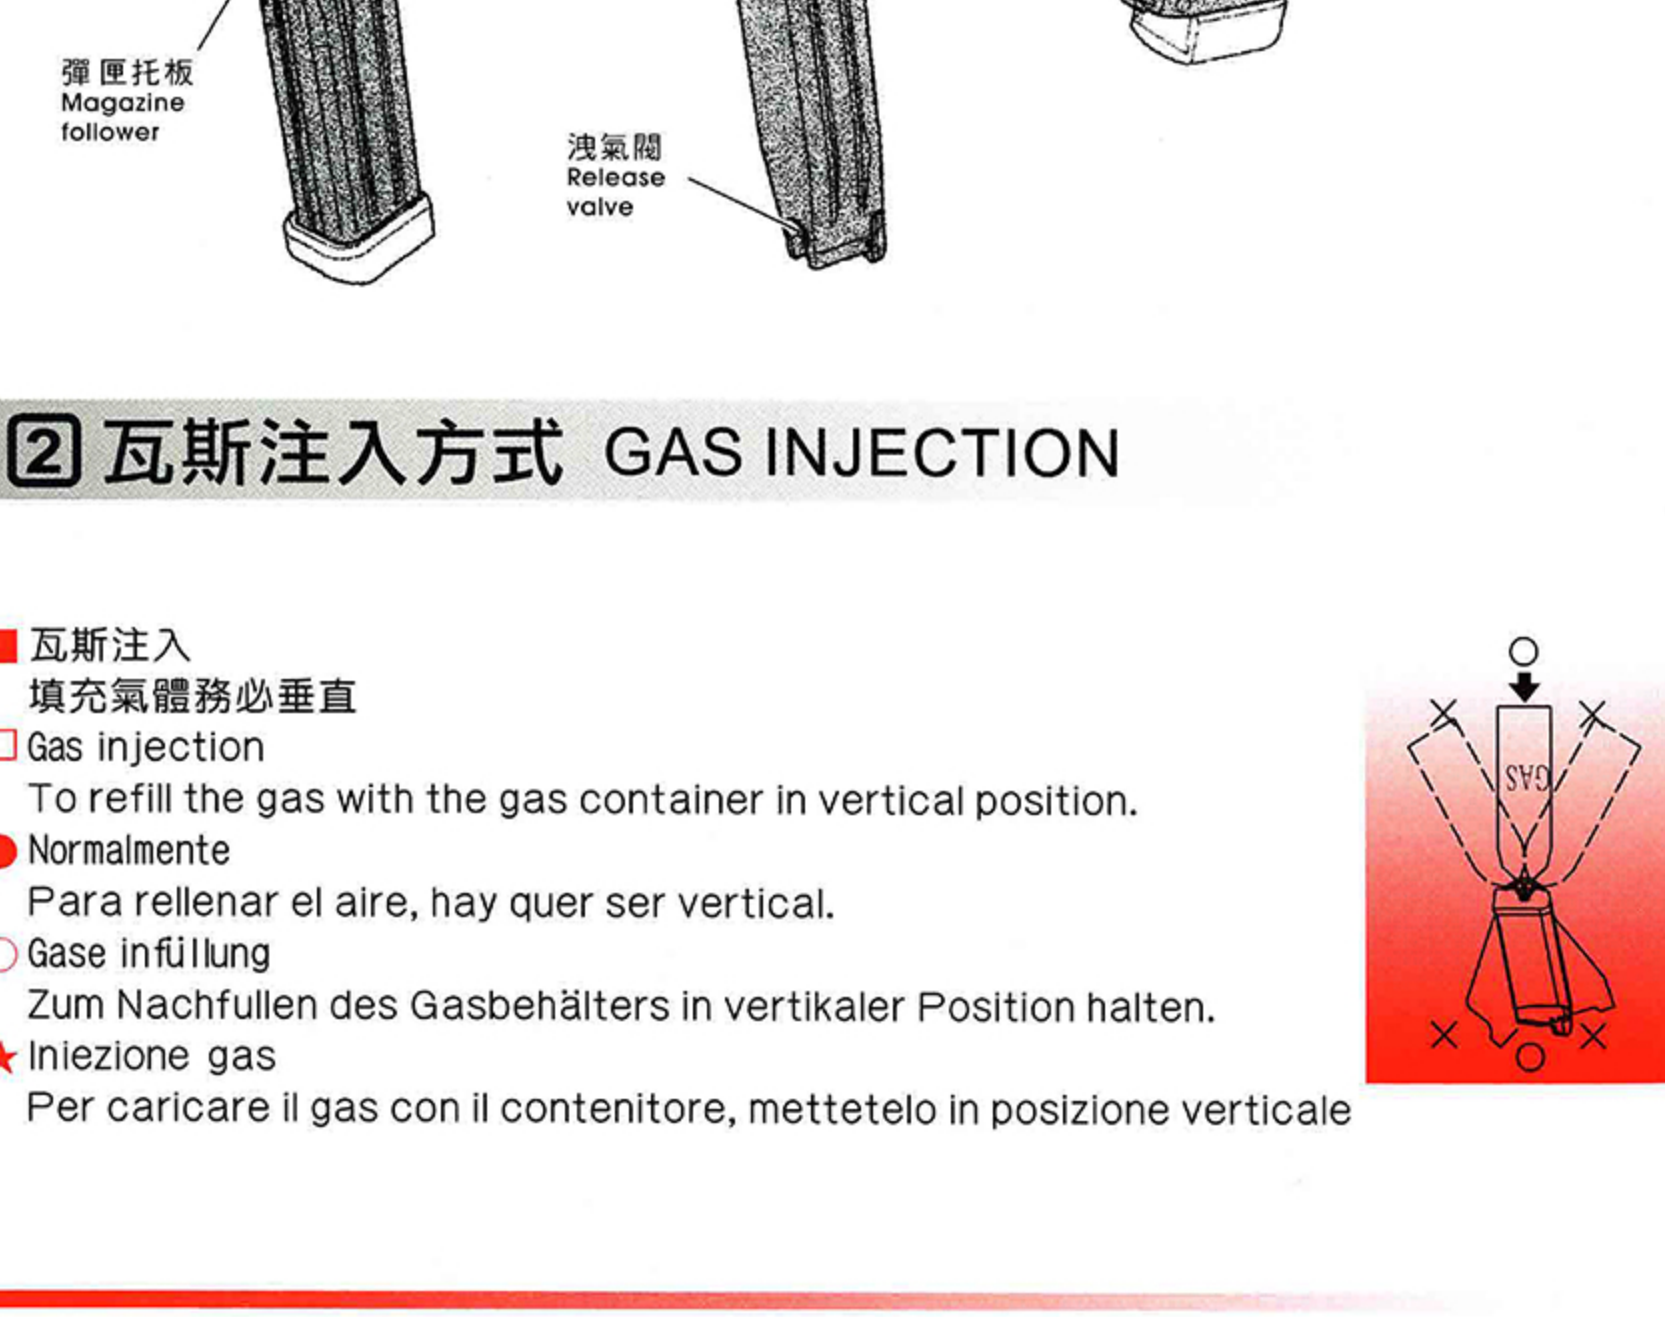 彈匣托板
Magazine
follower
洩氣閥
Release
valve
2 瓦斯注入方式 GAS INJECTION
瓦斯注入
填充氣體務必垂直
Gas injection
To refill the gas with the gas container in vertical position.
Normalmente
Para rellenar el aire, hay quer ser vertical.
Gase infüllung
Zum Nachfullen des Gasbehälters in vertikaler Position halten.
Iniezione gas
Per caricare il gas con il contenitore, mettetelo in posizione verticale
GAS